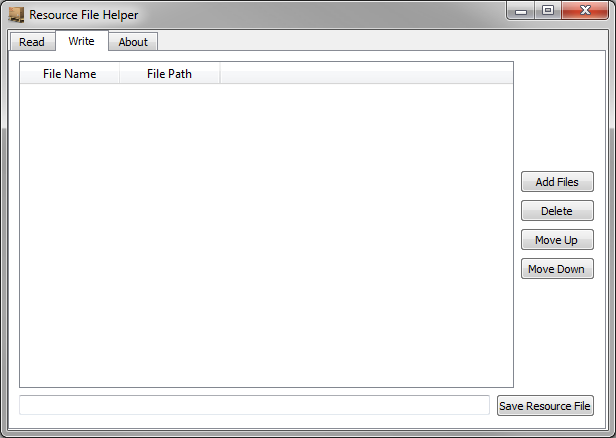 Resource File Helper
Read Write About
File Name File Path
Add Files
Delete
Move Up
Move Down
Save Resource File